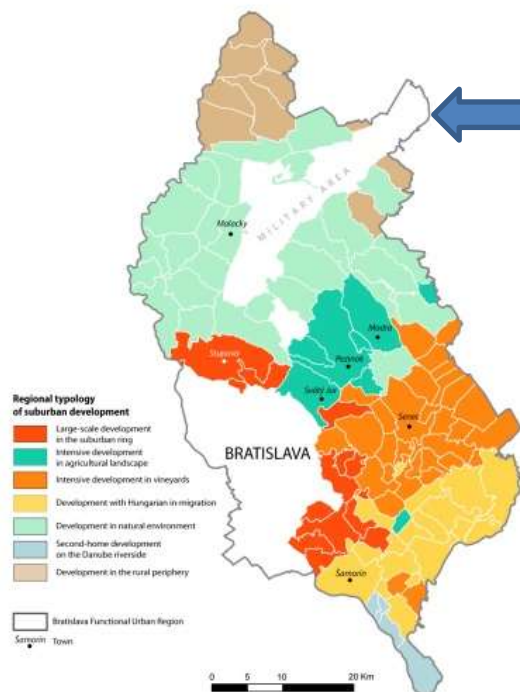 MILITARY AREA
Malacky
Modra
Pezinok
Stupava
Svätý Jur
Senec
BRATISLAVA
Šamorín
Regional typology
of suburban development
Large-scale development
in the suburban ring
Intensive development
in agricultural landscape
Intensive development in vineyards
Development with Hungarian in-migration
Development in natural environment
Second-home development
on the Danube riverside
Development in the rural periphery
Bratislava Functional Urban Region
Šamorín
Town
0 5 10 20 Km